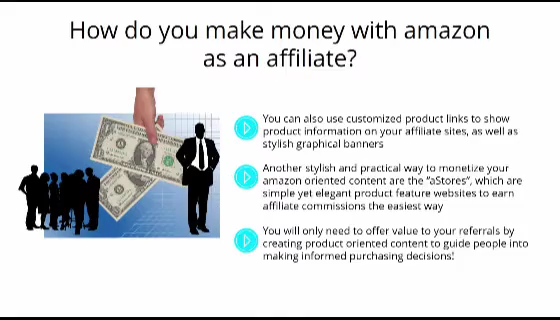 How do you make money with amazon
as an affiliate?
You can also use customized product links to show
product information on your affiliate sites, as well as
stylish graphical banners
Another stylish and practical way to monetize your
amazon oriented content are the "aStores", which are
simple yet elegant product feature websites to earn
affiliate commissions the easiest way
You will only need to offer value to your referrals by
creating product oriented content to guide people into
making informed purchasing decisions!